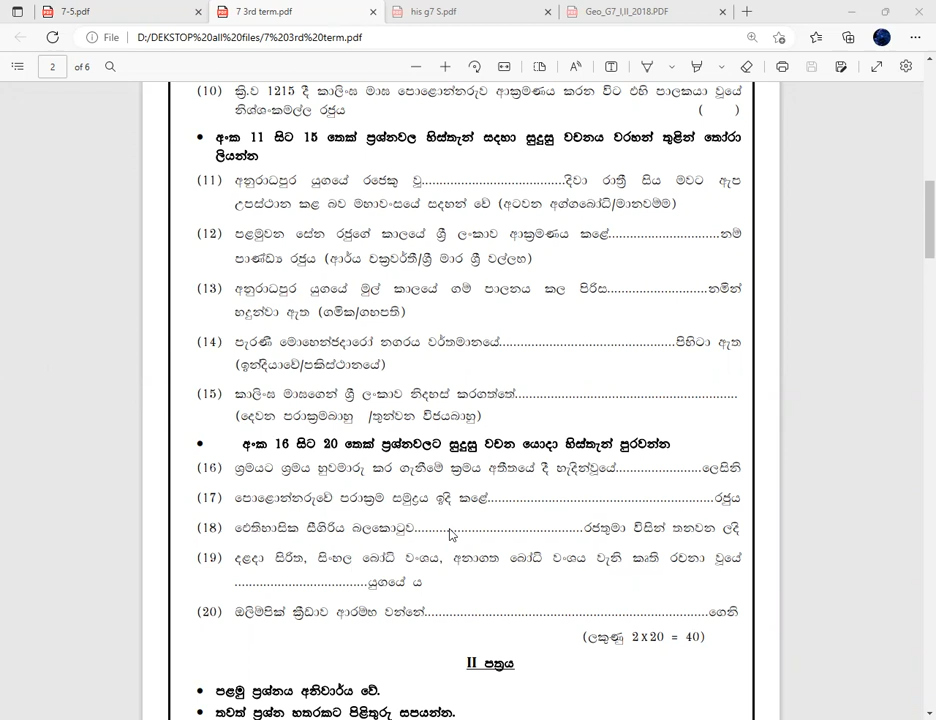 7-5.pdf
7 3rd term.pdf
his g7 S.pdf
Geo_G7_I,II_2018.PDF
File D:/DEKSTOP%20all%20files/7%203rd%20term.pdf
2 of 6
(10) ක්‍රි.ව 1215 දී කාලිංඝ මාඝ පොළොන්නරුව ආක්‍රමණය කරන විට එහි පාලකයා වූයේ
නිශ්ශංකමල්ල රජුය ( )
• අංක 11 සිට 15 තෙක් ප්‍රශ්නවල හිස්තැන් සඳහා සුදුසු වචනය වරහන් තුළින් තෝරා
ලියන්න
(11) අනුරාධපුර යුගයේ රජෙකු වූ........................................දිවා රාත්‍රී සිය මවට ඇප
උපස්ථාන කළ බව මහාවංසයේ සඳහන් වේ (අටවන අග්ගබෝධි/මානවම්ම)
(12) පළමුවන සේන රජුගේ කාලයේ ශ්‍රී ලංකාව ආක්‍රමණය කළේ...............................නම්
පාණ්ඩ්‍ය රජුය (ආර්ය චක්‍රවර්තී/ශ්‍රී මාර ශ්‍රී වල්ලභ)
(13) අනුරාධපුර යුගයේ මුල් කාලයේ ගම් පාලනය කල පිරිස............................නමින්
හදුන්වා ඇත (ගමික/ගහපති)
(14) පැරණි මොහෙන්ජදාරෝ නගරය වර්තමානයේ.................................................පිහිටා ඇත
(ඉන්දියාවේ/පකිස්ථානයේ)
(15) කාලිංඝ මාඝගෙන් ශ්‍රී ලංකාව නිදහස් කරගත්තේ..............................................................
(දෙවන පරාක්‍රමබාහු /තුන්වන විජයබාහු)
• අංක 16 සිට 20 තෙක් ප්‍රශ්නවලට සුදුසු වචන යොදා හිස්තැන් පුරවන්න
(16) ශ්‍රමයට ශ්‍රමය හුවමාරු කර ගැනීමේ ක්‍රමය අතීතයේ දී හැදින්වූයේ........................ලෙසිනි
(17) පොළොන්නරුවේ පරාක්‍රම සමුද්‍රය ඉදි කළේ...............................................................රජුය
(18) ඓතිහාසික සීගිරිය බලකොටුව...............................................රජතුමා විසින් තනවන ලදි
(19) දළදා සිරිත, සිංහල බෝධි වංශය, අනාගත බෝධි වංශය වැනි කෘති රචනා වූයේ
.....................................යුගයේ ය
(20) ඔලිම්පික් ක්‍රීඩාව ආරම්භ වන්නේ...............................................................................ගෙනි
(ලකුණු 2x20 = 40)
II පත්‍රය
• පළමු ප්‍රශ්නය අනිවාර්ය වේ.
• තවත් ප්‍රශ්න හතරකට පිළිතුරු සපයන්න.